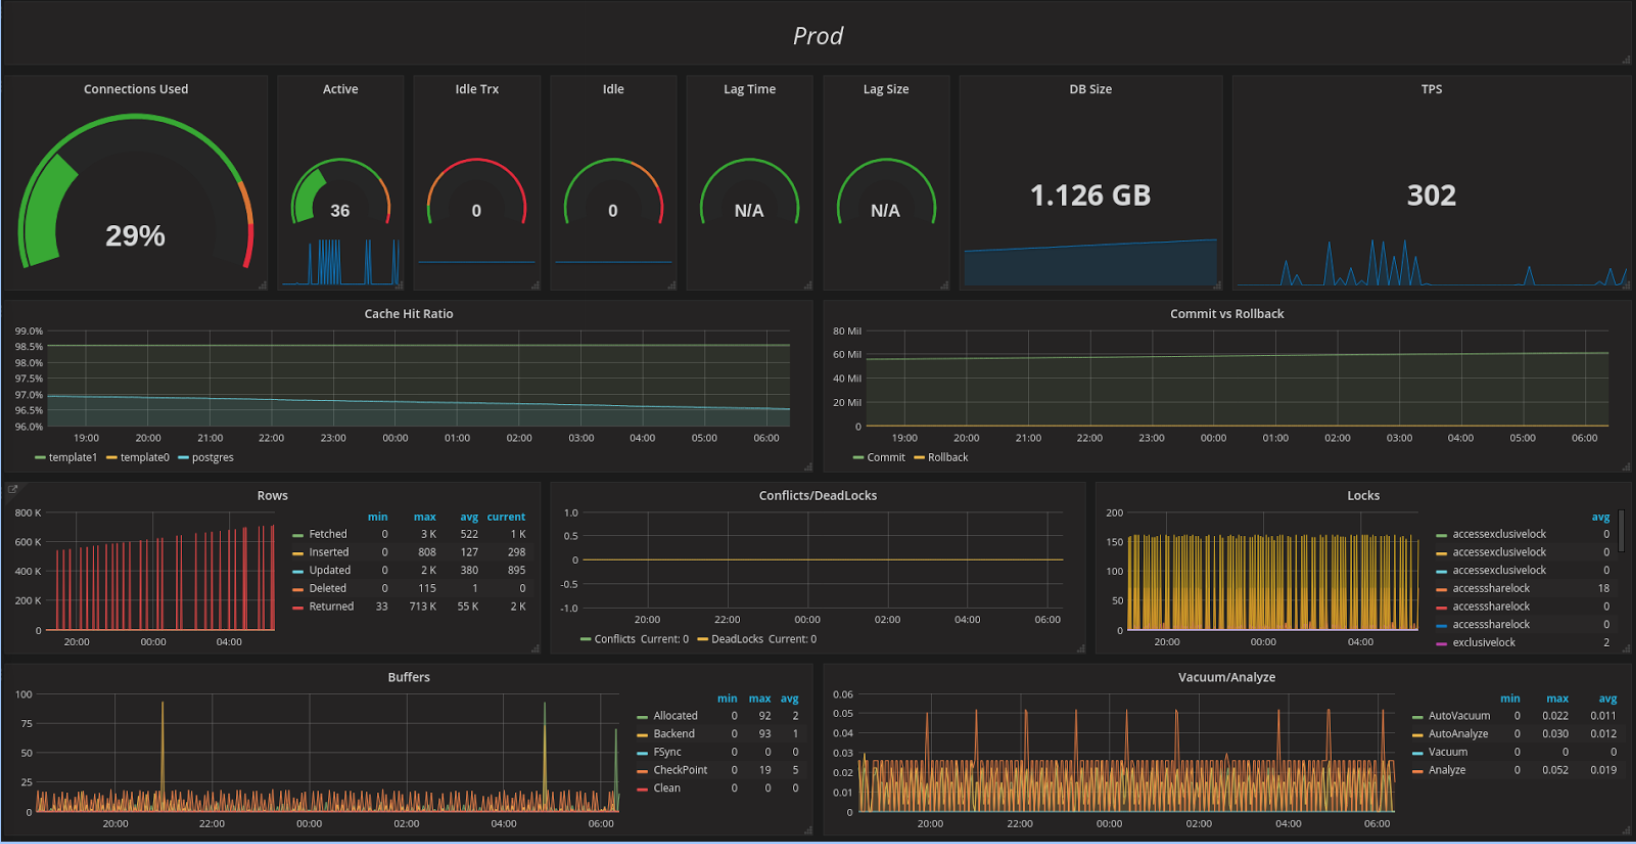 Prod
Connections Used
29%
Active
36
Idle Trx
0
Idle
0
Lag Time
N/A
Lag Size
N/A
DB Size
1.126 GB
TPS
302
Cache Hit Ratio
99.0%
98.5%
98.0%
97.5%
97.0%
96.5%
96.0%
19:00 20:00 21:00 22:00 23:00 00:00 01:00 02:00 03:00 04:00 05:00 06:00
template1 template0 postgres
Commit vs Rollback
80 Mil
60 Mil
40 Mil
20 Mil
0
19:00 20:00 21:00 22:00 23:00 00:00 01:00 02:00 03:00 04:00 05:00 06:00
Commit Rollback
Rows
800 K
600 K
400 K
200 K
0
20:00 00:00 04:00
min max avg current
Fetched 0 3 K 522 1 K
Inserted 0 808 127 298
Updated 0 2 K 380 895
Deleted 0 115 1 0
Returned 33 713 K 55 K 2 K
Conflicts/DeadLocks
1.0
0.5
0
-0.5
-1.0
20:00 22:00 00:00 02:00 04:00 06:00
Conflicts Current: 0 DeadLocks Current: 0
Locks
200
150
100
50
0
20:00 00:00 04:00
avg
accessexclusivelock 0
accessexclusivelock 0
accessexclusivelock 0
accesssharelock 18
accesssharelock 0
accesssharelock 0
exclusivelock 2
Buffers
100
75
50
25
0
20:00 22:00 00:00 02:00 04:00 06:00
min max avg
Allocated 0 92 2
Backend 0 93 1
FSync 0 0 0
CheckPoint 0 19 5
Clean 0 0 0
Vacuum/Analyze
0.06
0.05
0.04
0.03
0.02
0.01
0
20:00 22:00 00:00 02:00 04:00 06:00
min max avg
AutoVacuum 0 0.022 0.011
AutoAnalyze 0 0.030 0.012
Vacuum 0 0 0
Analyze 0 0.052 0.019